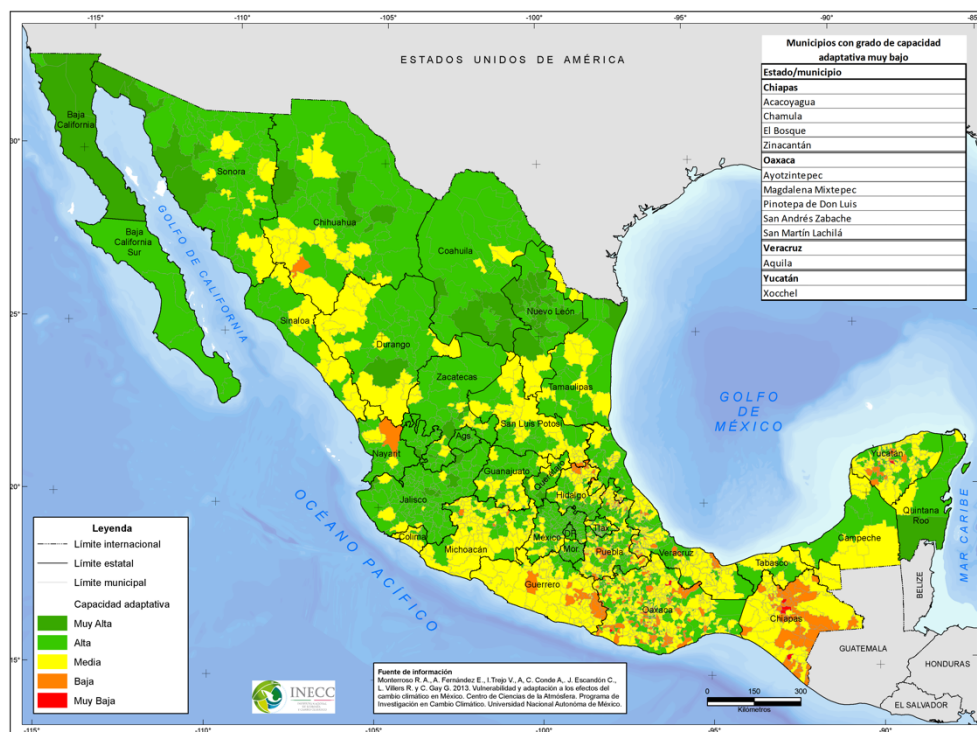 -115°
-110°
-105°
-100°
-95°
-90°
-85°
ESTADOS UNIDOS DE AMÉRICA
Municipios con grado de capacidad
adaptativa muy bajo
Estado/municipio
Chiapas
Acacoyagua
Chamula
El Bosque
Zinacantán
Oaxaca
Ayotzintepec
Magdalena Mixtepec
Pinotepa de Don Luis
San Andrés Zabache
San Martín Lachilá
Veracruz
Aquila
Yucatán
Xocchel
30°
25°
20°
15°
Baja
California
Sonora
Chihuahua
Coahuila
Baja
California
Sur
GOLFO DE CALIFORNIA
Nuevo León
Sinaloa
Durango
Zacatecas
Tamaulipas
San Luis Potosí
Nayarit
Ags.
Guanajuato
Querétaro
Hidalgo
Jalisco
Colima
Michoacán
México
DF
Mor.
Tlax.
Puebla
Veracruz
Guerrero
Oaxaca
Tabasco
Chiapas
Campeche
Yucatán
Quintana
Roo
GOLFO
DE
MÉXICO
MAR CARIBE
OCÉANO PACÍFICO
BELIZE
GUATEMALA
HONDURAS
EL SALVADOR
Leyenda
Límite internacional
Límite estatal
Límite municipal
Capacidad adaptativa
Muy Alta
Alta
Media
Baja
Muy Baja
INECC
Fuente de información
Monterroso R. A., A. Fernández E., I.Trejo V., A, C. Conde A., J. Escandón C.,
L. Villers R. y C. Gay G. 2013. Vulnerabilidad y adaptación a los efectos del
cambio climático en México. Centro de Ciencias de la Atmósfera. Programa de
Investigación en Cambio Climático. Universidad Nacional Autónoma de México.
0 150 300
Kilómetros
-115°
-110°
-105°
-100°
-95°
-90°